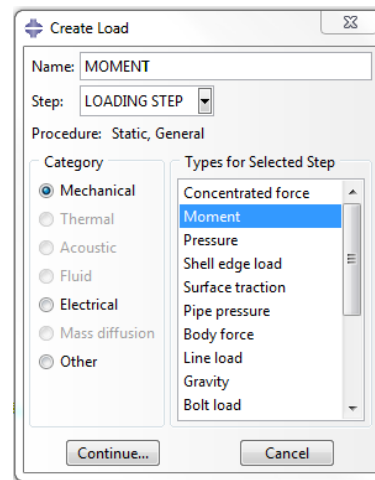 Create Load
Name: MOMENT
Step: LOADING STEP
Procedure: Static, General
Category
Mechanical
Thermal
Acoustic
Fluid
Electrical
Mass diffusion
Other
Types for Selected Step
Concentrated force
Moment
Pressure
Shell edge load
Surface traction
Pipe pressure
Body force
Line load
Gravity
Bolt load
Continue...
Cancel